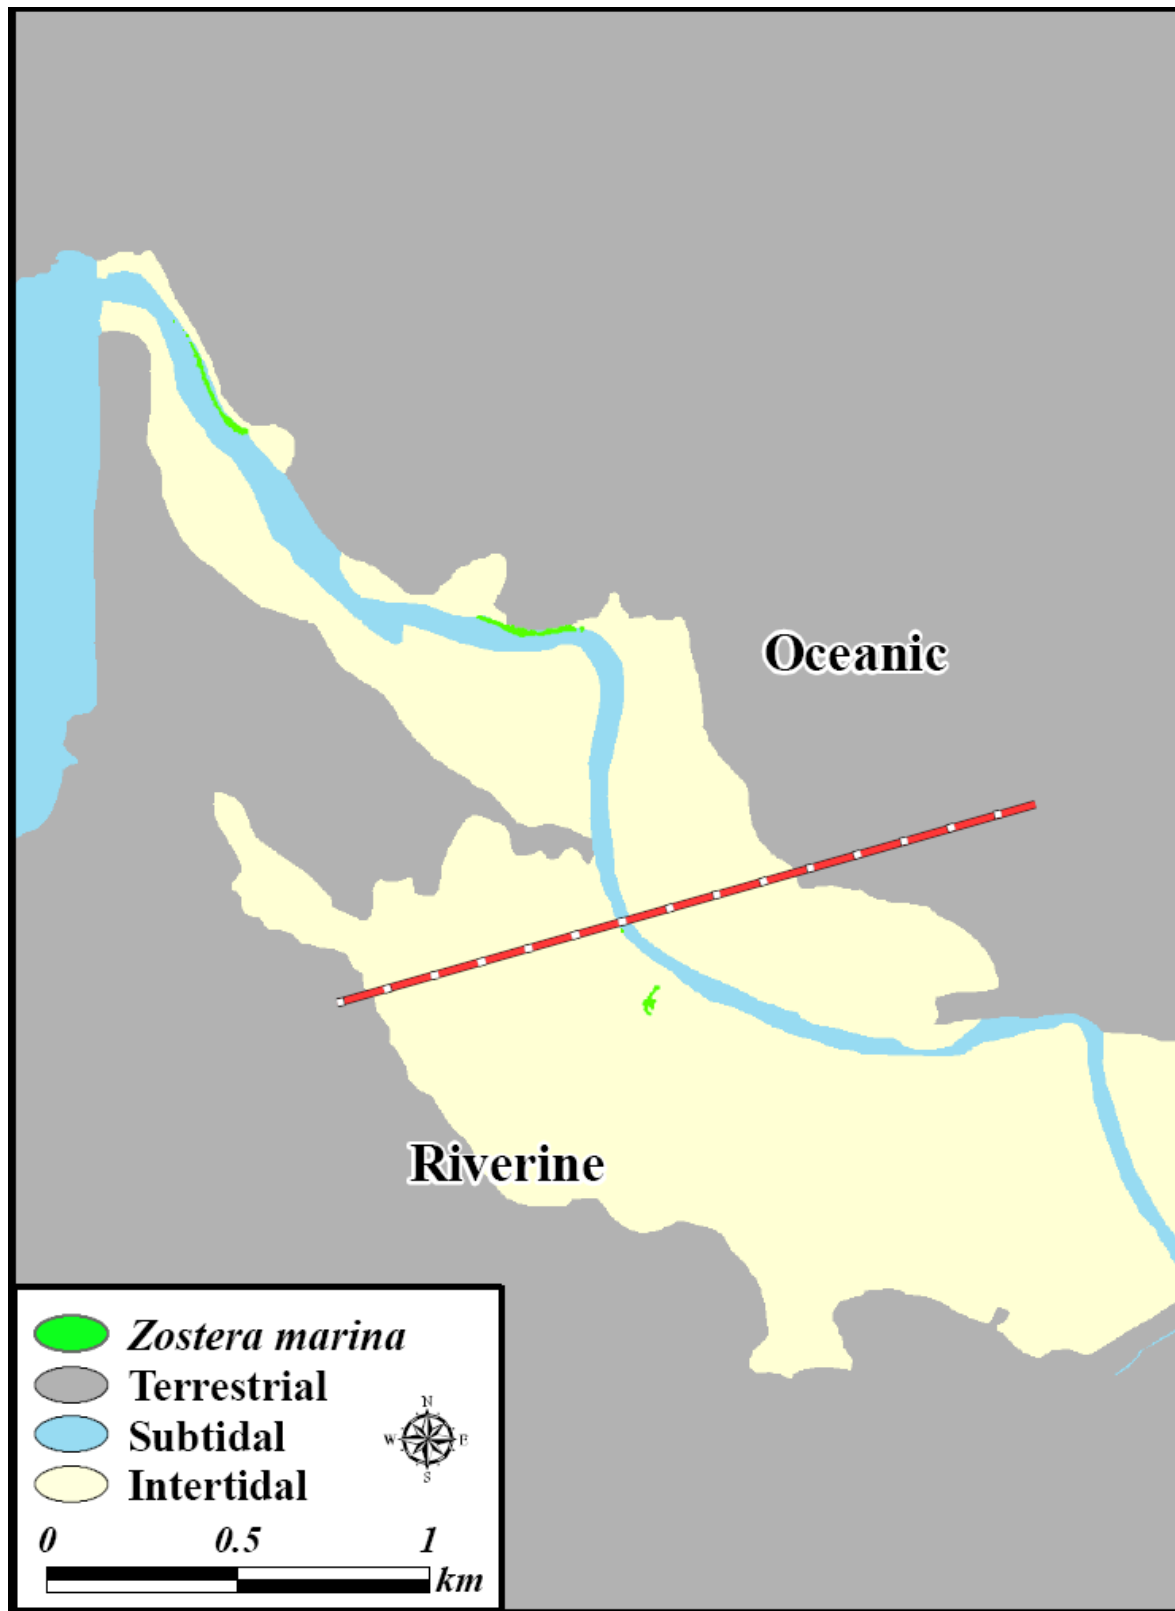 Oceanic
Riverine
Zostera marina
Terrestrial
Subtidal
Intertidal
N
W E
S
0 0.5 1
km